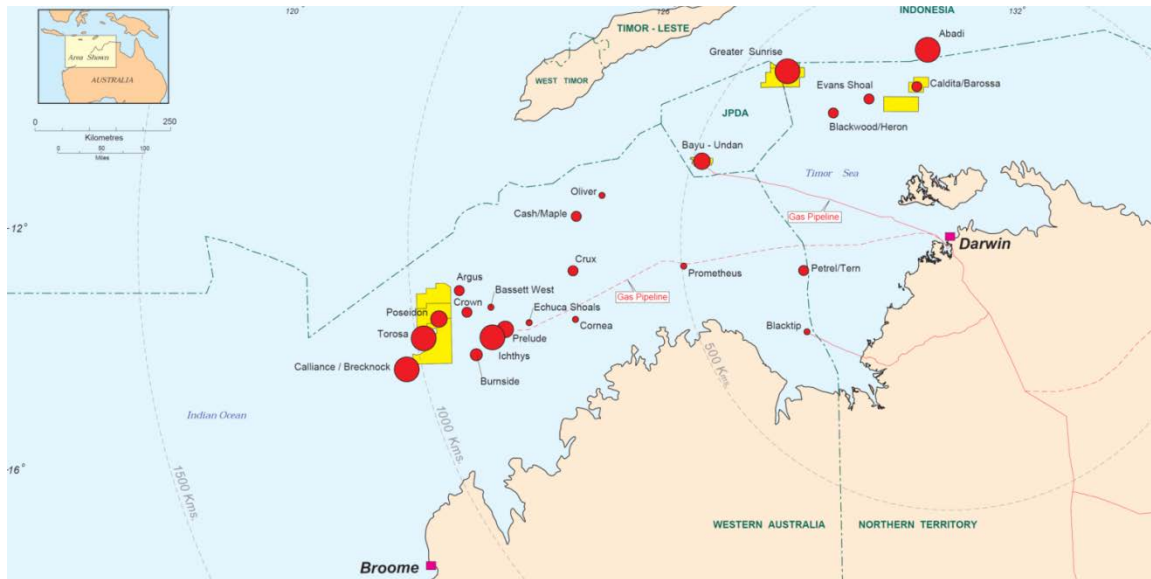 120
126
132
INDONESIA
Area Shown
AUSTRALIA
0 250
Kilometres
0 50 100
Miles
TIMOR - LESTE
WEST TIMOR
Greater Sunrise
Abadi
Evans Shoal
Caldita/Barossa
Blackwood/Heron
JPDA
Bayu - Undan
Timor Sea
Oliver
Cash/Maple
Gas Pipeline
12°
Darwin
Crux
Prometheus
Petrel/Tern
Argus
Bassett West
Gas Pipeline
Crown
Echuca Shoals
Poseidon
Cornea
Torosa
Prelude
Blacktip
Ichthys
Calliance / Brecknock
Burnside
500 Kms.
Indian Ocean
1000 Kms.
1500 Kms.
16°
WESTERN AUSTRALIA
NORTHERN TERRITORY
Broome